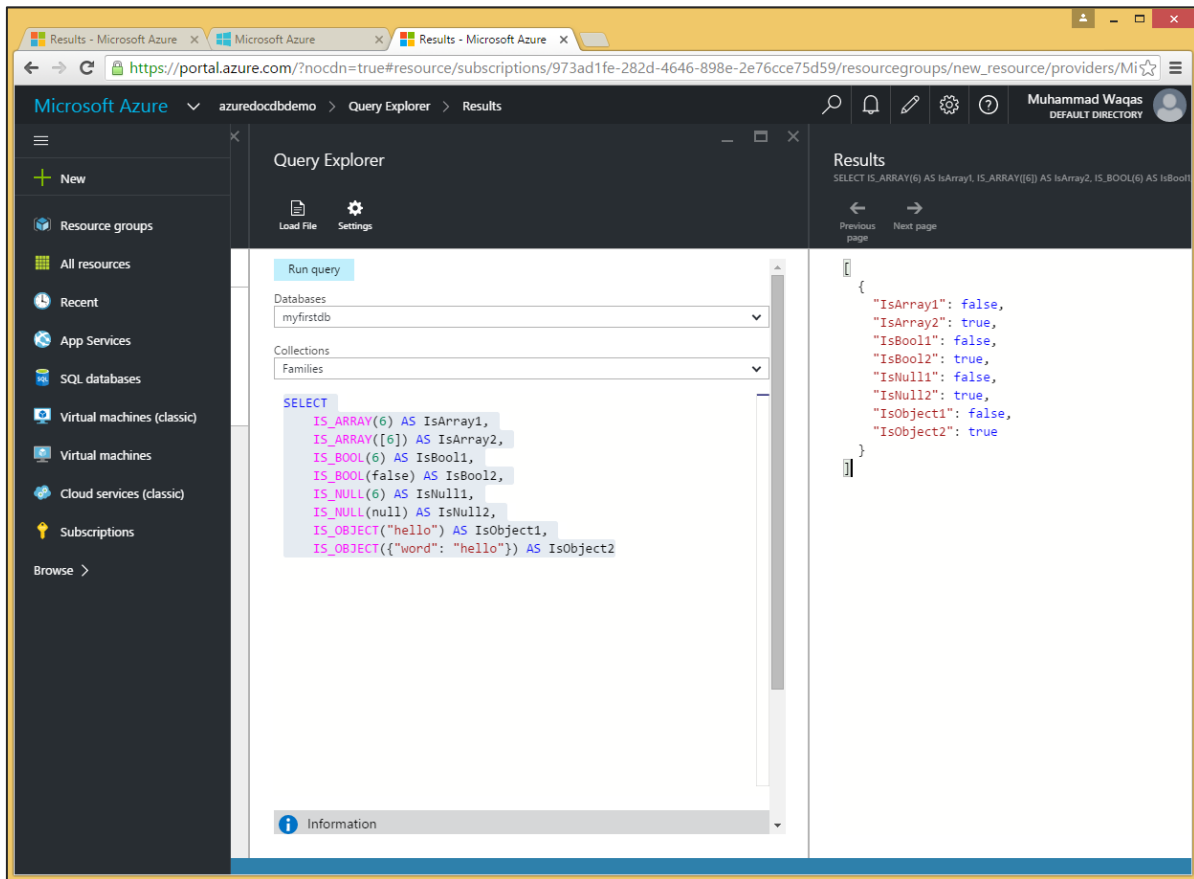 Results - Microsoft Azure
Microsoft Azure
Results - Microsoft Azure
https://portal.azure.com/?nocdn=true#resource/subscriptions/973ad1fe-282d-4646-898e-2e76cce75d59/resourcegroups/new_resource/providers/Mi
Microsoft Azure azuredocdbdemo > Query Explorer > Results
Muhammad Waqas
DEFAULT DIRECTORY
New
Resource groups
All resources
Recent
App Services
SQL databases
Virtual machines (classic)
Virtual machines
Cloud services (classic)
Subscriptions
Browse >
Query Explorer
Load File Settings
Run query
Databases
myfirstdb
Collections
Families
SELECT
IS_ARRAY(6) AS IsArray1,
IS_ARRAY([6]) AS IsArray2,
IS_BOOL(6) AS IsBool1,
IS_BOOL(false) AS IsBool2,
IS_NULL(6) AS IsNull1,
IS_NULL(null) AS IsNull2,
IS_OBJECT("hello") AS IsObject1,
IS_OBJECT({"word": "hello"}) AS IsObject2
Information
Results
SELECT IS_ARRAY(6) AS IsArray1, IS_ARRAY([6]) AS IsArray2, IS_BOOL(6) AS IsBool1
Previous page
Next page
[
{
"IsArray1": false,
"IsArray2": true,
"IsBool1": false,
"IsBool2": true,
"IsNull1": false,
"IsNull2": true,
"IsObject1": false,
"IsObject2": true
}
]